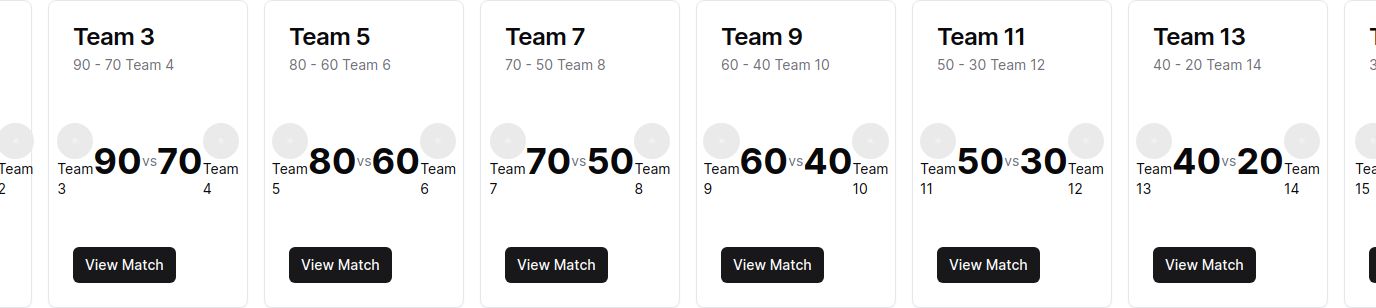 Team 3
90 - 70 Team 4
Team 5
80 - 60 Team 6
Team 7
70 - 50 Team 8
Team 9
60 - 40 Team 10
Team 11
50 - 30 Team 12
Team 13
40 - 20 Team 14
3
Team
2
Team
3
90 vs 70
Team
4
Team
5
80 vs 60
Team
6
Team
7
70 vs 50
Team
8
Team
9
60 vs 40
Team
10
Team
11
50 vs 30
Team
12
Team
13
40 vs 20
Team
14
Team
15
View Match
View Match
View Match
View Match
View Match
View Match